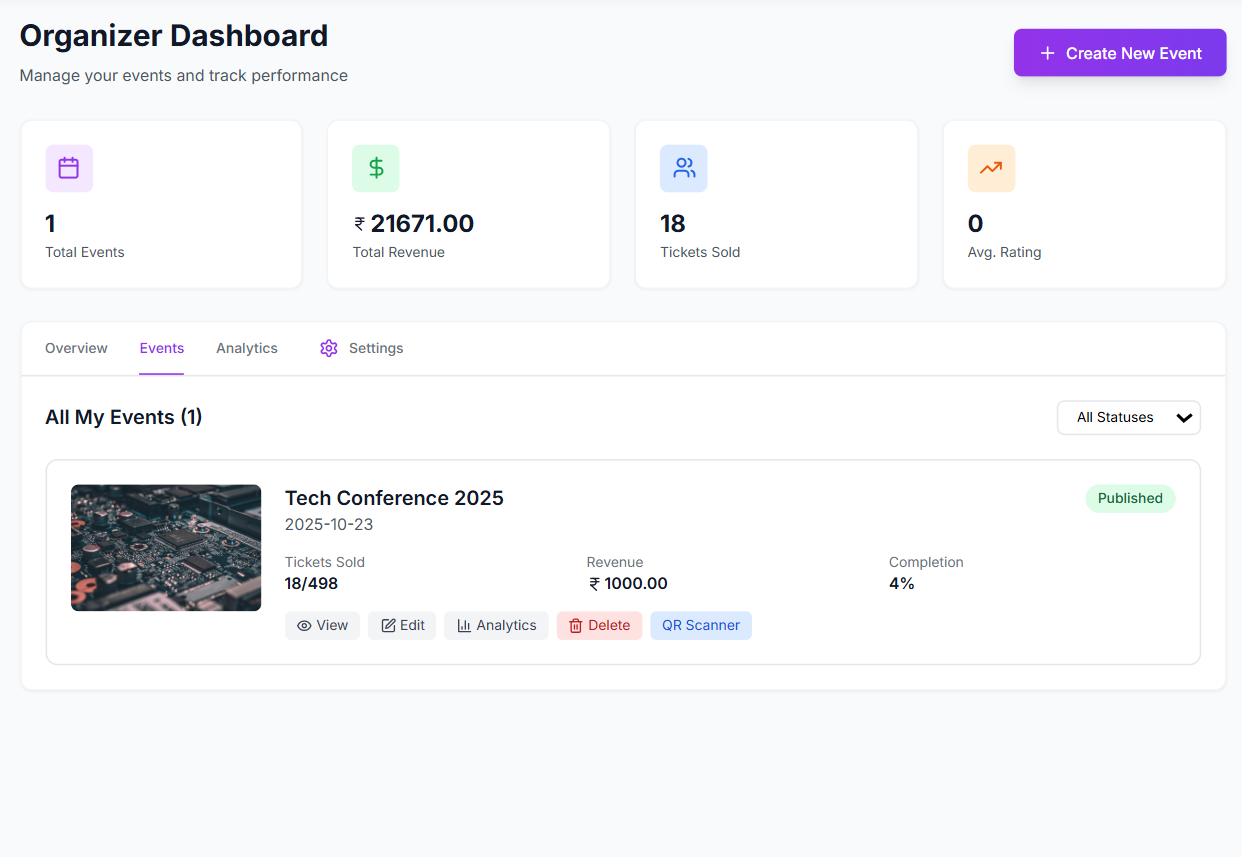 Organizer Dashboard
Manage your events and track performance
Create New Event
1
Total Events
₹ 21671.00
Total Revenue
18
Tickets Sold
0
Avg. Rating
Overview Events Analytics Settings
All My Events (1)
All Statuses
Tech Conference 2025
Published
2025-10-23
Tickets Sold Revenue Completion
18/498 ₹ 1000.00 4%
View Edit Analytics Delete QR Scanner